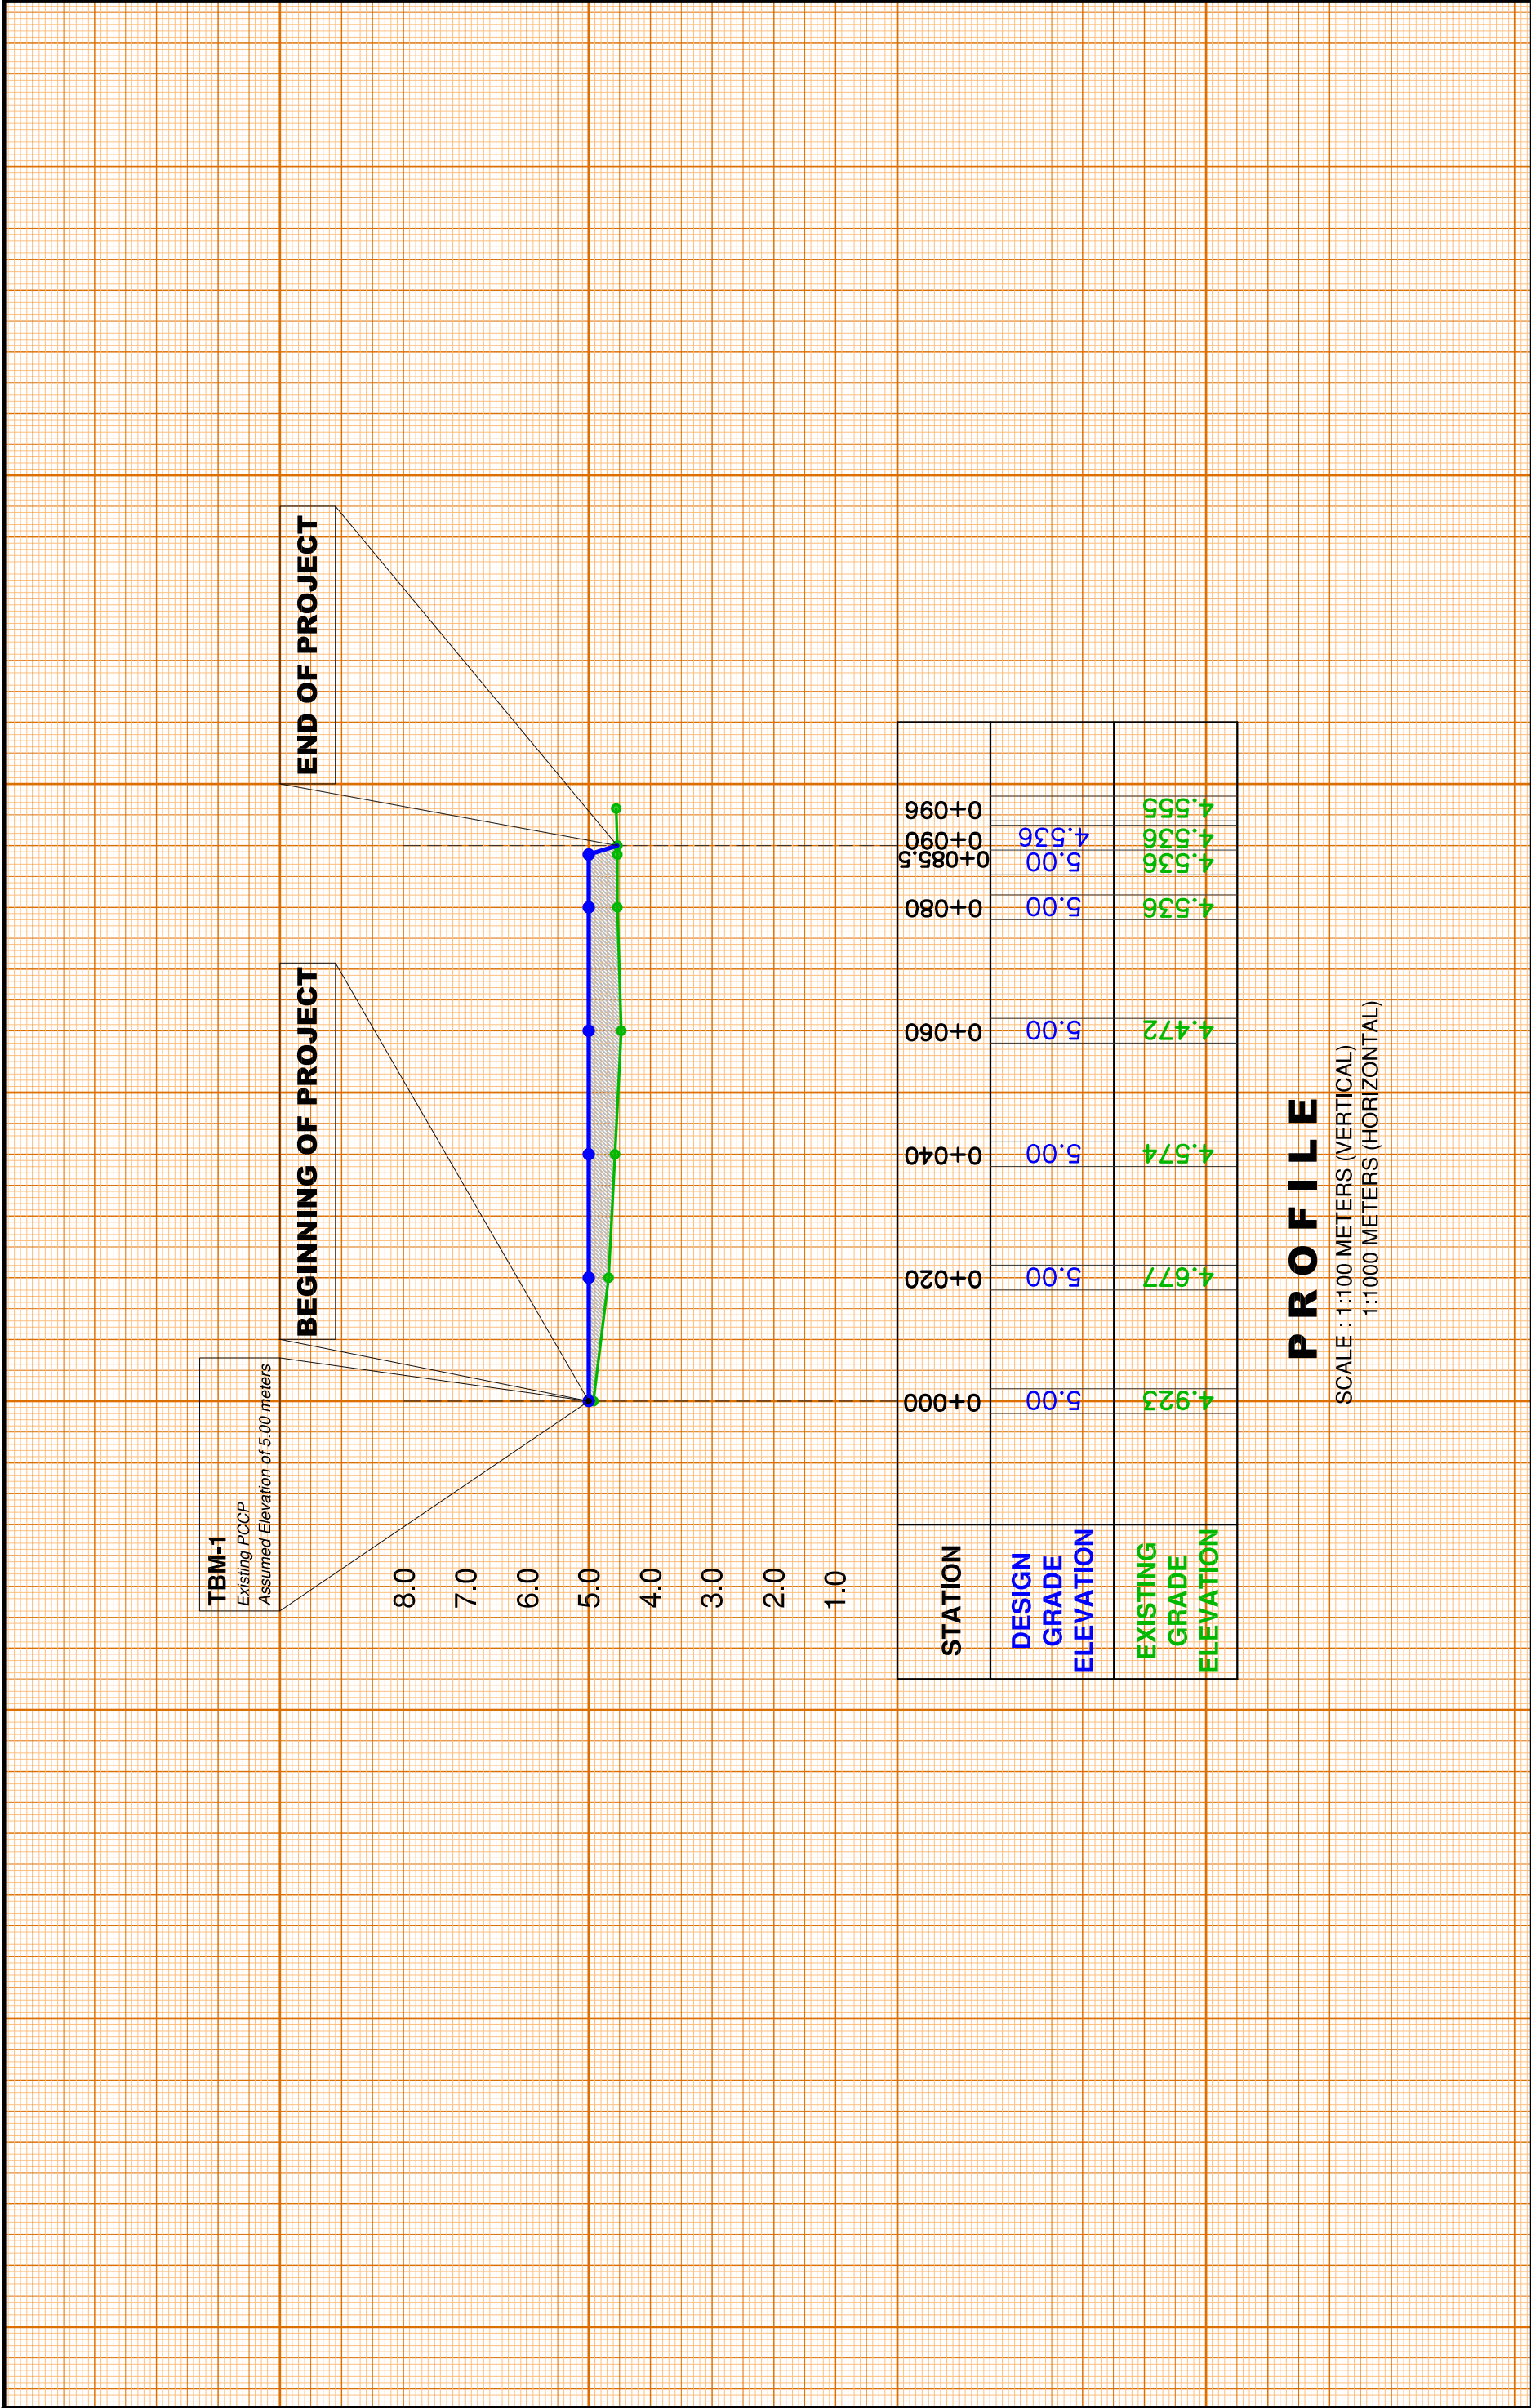 TBM-1
Existing PCCP
Assumed Elevation of 5.00 meters
BEGINNING OF PROJECT
END OF PROJECT
8.0
7.0
6.0
5.0
4.0
3.0
2.0
1.0
STATION
0+000
0+020
0+040
0+060
0+080
0+085.5
0+090
0+096
DESIGN
GRADE
ELEVATION
5.00
5.00
5.00
5.00
5.00
5.00
4.536
EXISTING
GRADE
ELEVATION
4.923
4.677
4.574
4.472
4.536
4.536
4.536
4.555
PROFILE
SCALE : 1:100 METERS (VERTICAL)
1:1000 METERS (HORIZONTAL)